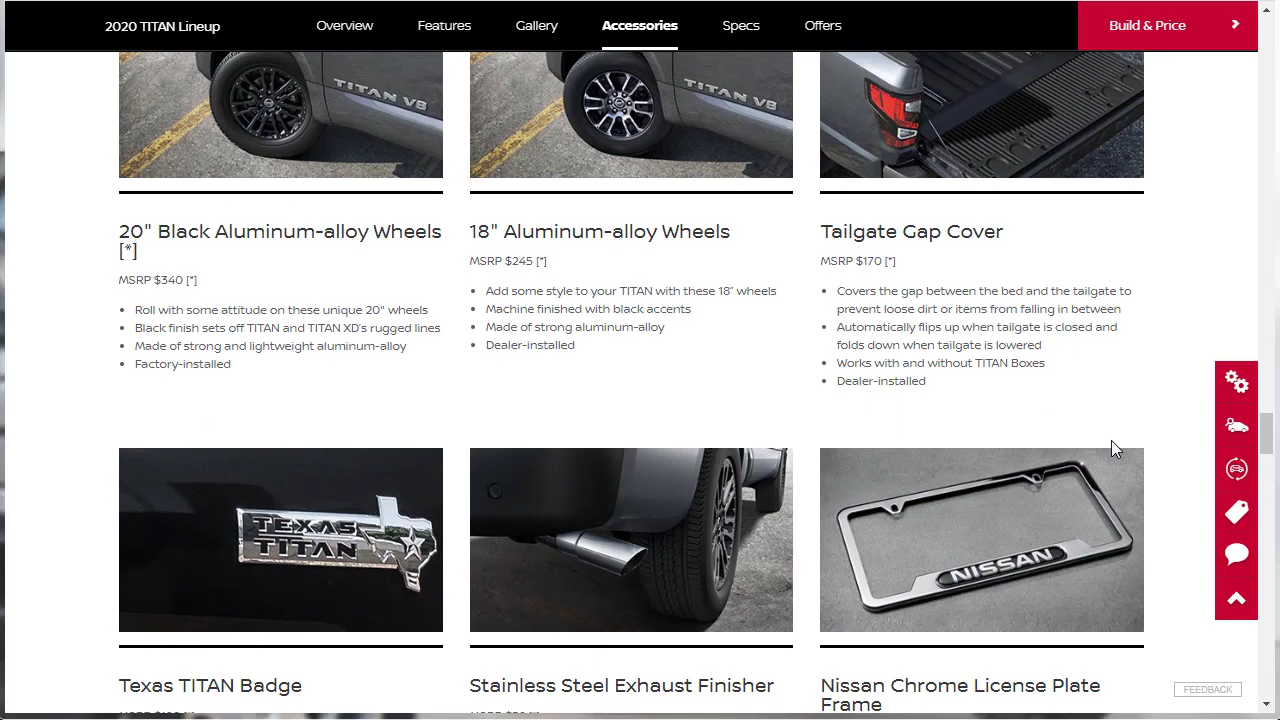 2020 TITAN Lineup
Overview
Features
Gallery
Accessories
Specs
Offers
Build & Price
TITAN V8
TITAN V8
20" Black Aluminum-alloy Wheels
[*]
MSRP $340 [*]
• Roll with some attitude on these unique 20" wheels
• Black finish sets off TITAN and TITAN XD's rugged lines
• Made of strong and lightweight aluminum-alloy
• Factory-installed
18" Aluminum-alloy Wheels
MSRP $245 [*]
• Add some style to your TITAN with these 18" wheels
• Machine finished with black accents
• Made of strong aluminum-alloy
• Dealer-installed
Tailgate Gap Cover
MSRP $170 [*]
• Covers the gap between the bed and the tailgate to
prevent loose dirt or items from falling in between
• Automatically flips up when tailgate is closed and
folds down when tailgate is lowered
• Works with and without TITAN Boxes
• Dealer-installed
TEXAS
TITAN
NISSAN
Texas TITAN Badge
Stainless Steel Exhaust Finisher
Nissan Chrome License Plate
Frame
FEEDBACK